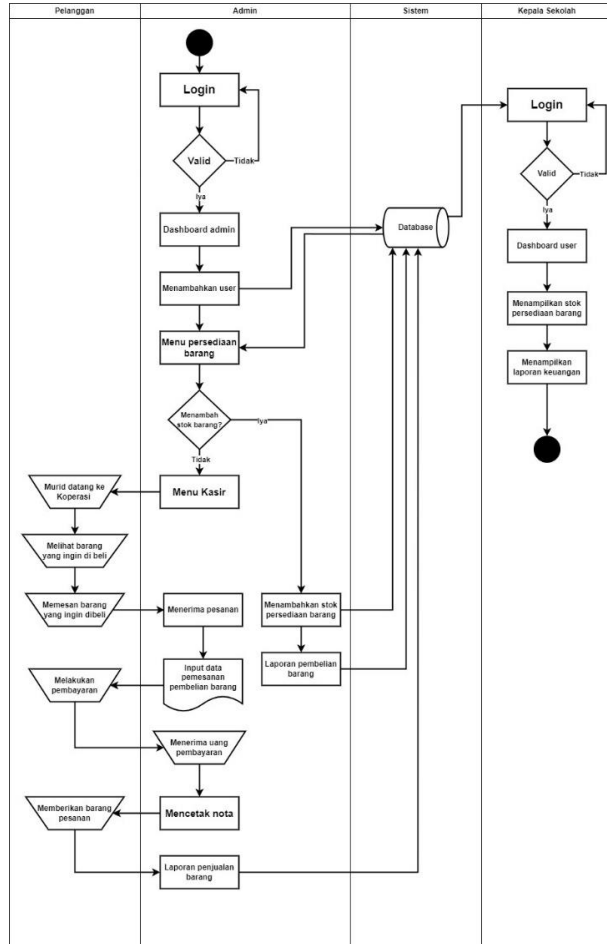 Pelanggan
Admin
Sistem
Kepala Sekolah
Login
Valid
Tidak
Iya
Dashboard admin
Menambahkan user
Menu persediaan
barang
Menambah
stok barang?
Iya
Tidak
Menu Kasir
Murid datang ke
Koperasi
Melihat barang
yang ingin di beli
Memesan barang
yang ingin dibeli
Menerima pesanan
Menambahkan stok
persediaan barang
Input data
pemesanan
pembelian barang
Laporan pembelian
barang
Melakukan
pembayaran
Menerima uang
pembayaran
Mencetak nota
Memberikan barang
pesanan
Laporan penjualan
barang
Database
Login
Valid
Tidak
Iya
Dashboard user
Menampilkan stok
persediaan barang
Menampilkan
laporan keuangan